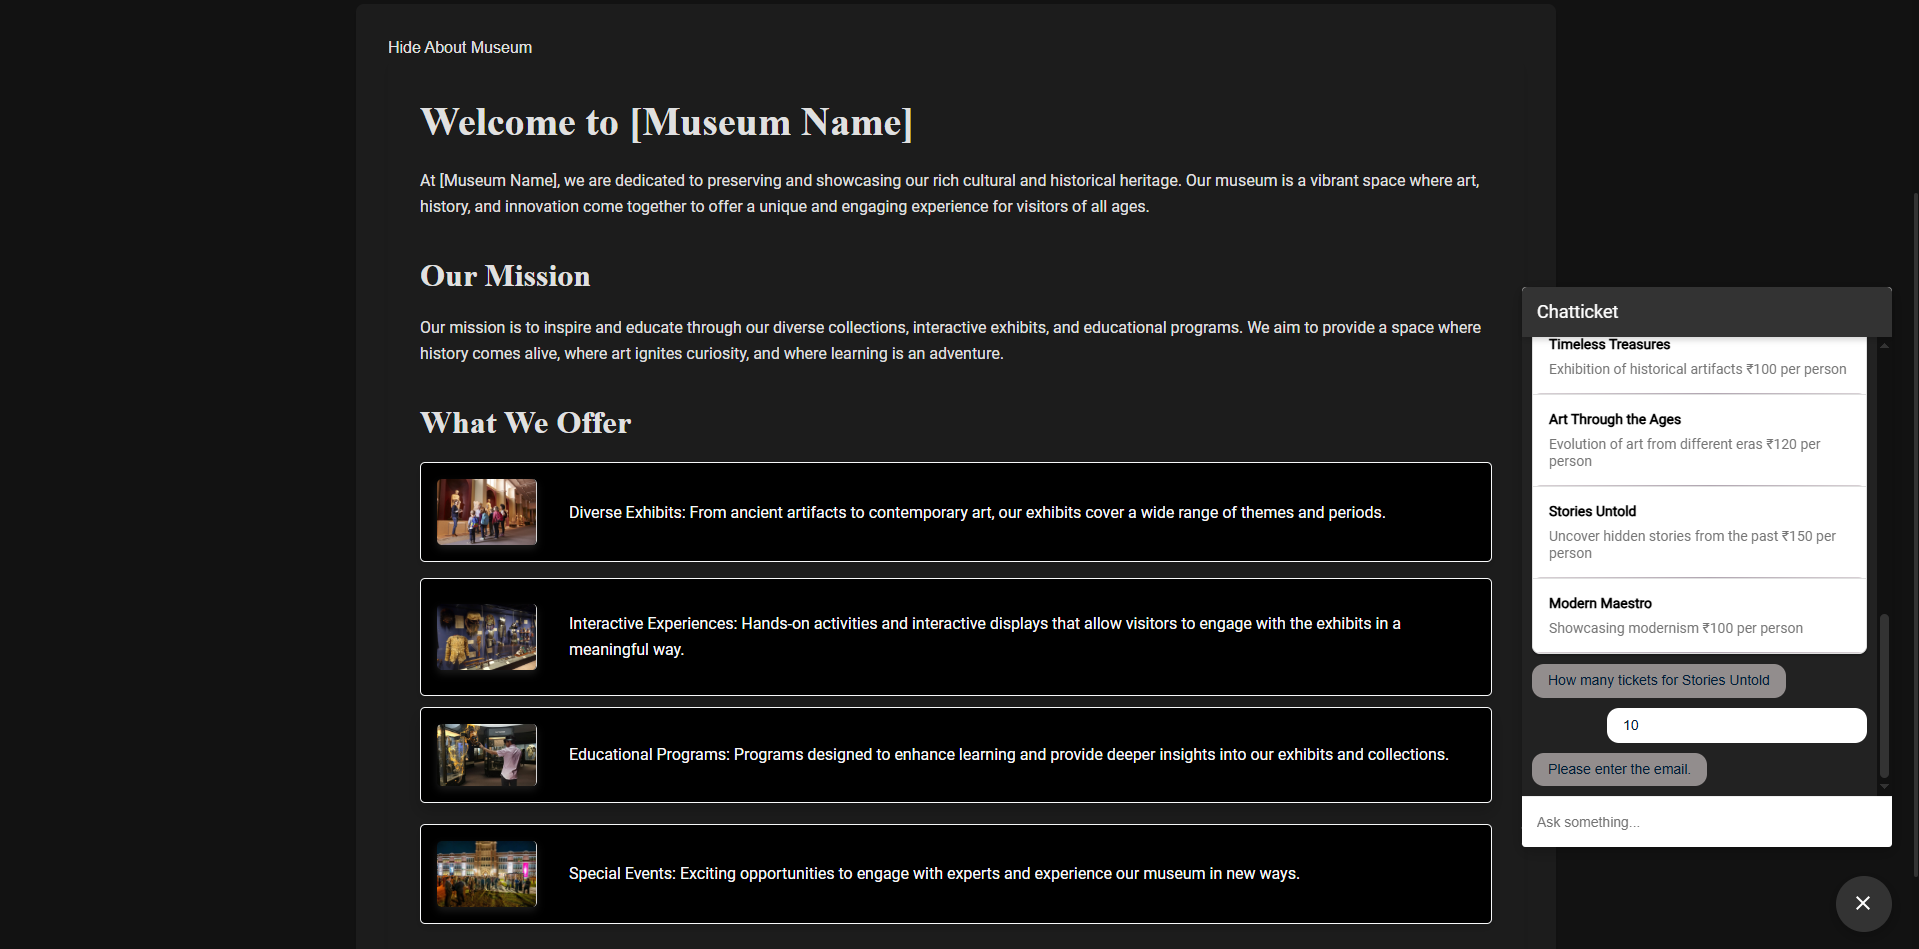 Hide About Museum
Welcome to [Museum Name]
At [Museum Name], we are dedicated to preserving and showcasing our rich cultural and historical heritage. Our museum is a vibrant space where art,
history, and innovation come together to offer a unique and engaging experience for visitors of all ages.
Our Mission
Our mission is to inspire and educate through our diverse collections, interactive exhibits, and educational programs. We aim to provide a space where
history comes alive, where art ignites curiosity, and where learning is an adventure.
What We Offer
Diverse Exhibits: From ancient artifacts to contemporary art, our exhibits cover a wide range of themes and periods.
Interactive Experiences: Hands-on activities and interactive displays that allow visitors to engage with the exhibits in a
meaningful way.
Educational Programs: Programs designed to enhance learning and provide deeper insights into our exhibits and collections.
Special Events: Exciting opportunities to engage with experts and experience our museum in new ways.
Chatticket
Timeless Treasures
Exhibition of historical artifacts ₹100 per person
Art Through the Ages
Evolution of art from different eras ₹120 per
person
Stories Untold
Uncover hidden stories from the past ₹150 per
person
Modern Maestro
Showcasing modernism ₹100 per person
How many tickets for Stories Untold
10
Please enter the email.
Ask something...